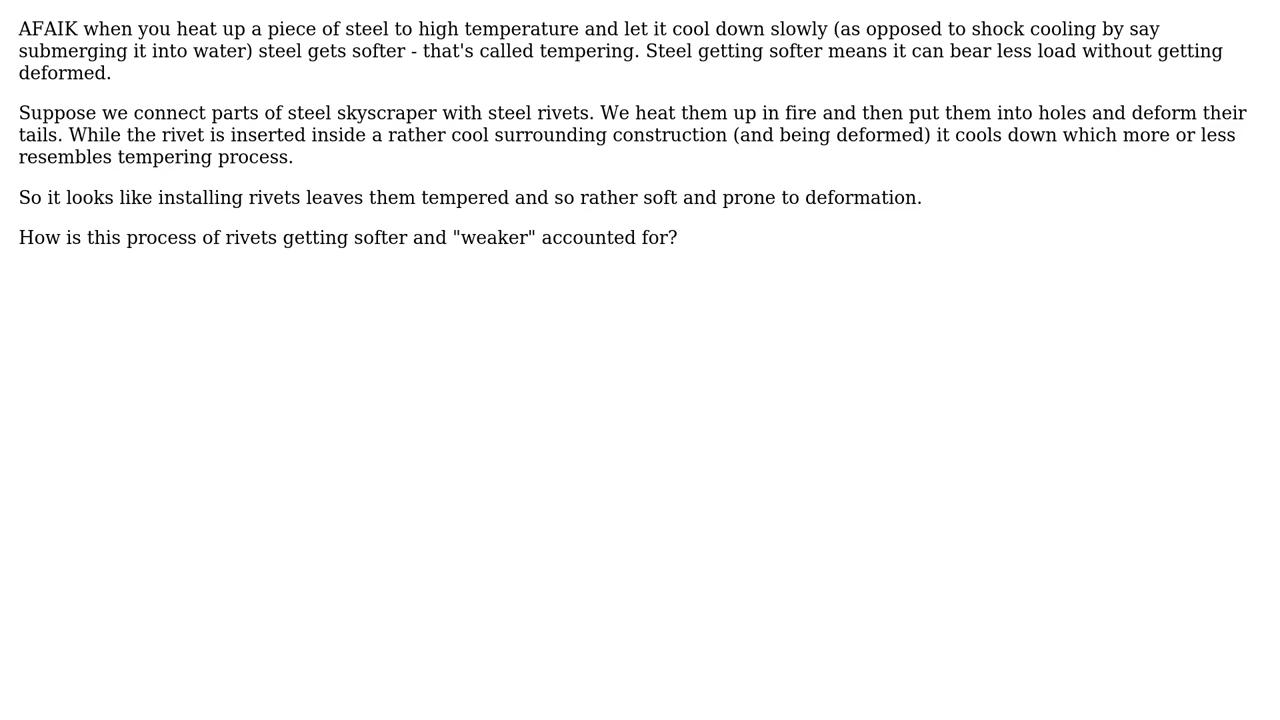 AFAIK when you heat up a piece of steel to high temperature and let it cool down slowly (as opposed to shock cooling by say
submerging it into water) steel gets softer - that's called tempering. Steel getting softer means it can bear less load without getting
deformed.
Suppose we connect parts of steel skyscraper with steel rivets. We heat them up in fire and then put them into holes and deform their
tails. While the rivet is inserted inside a rather cool surrounding construction (and being deformed) it cools down which more or less
resembles tempering process.
So it looks like installing rivets leaves them tempered and so rather soft and prone to deformation.
How is this process of rivets getting softer and "weaker" accounted for?